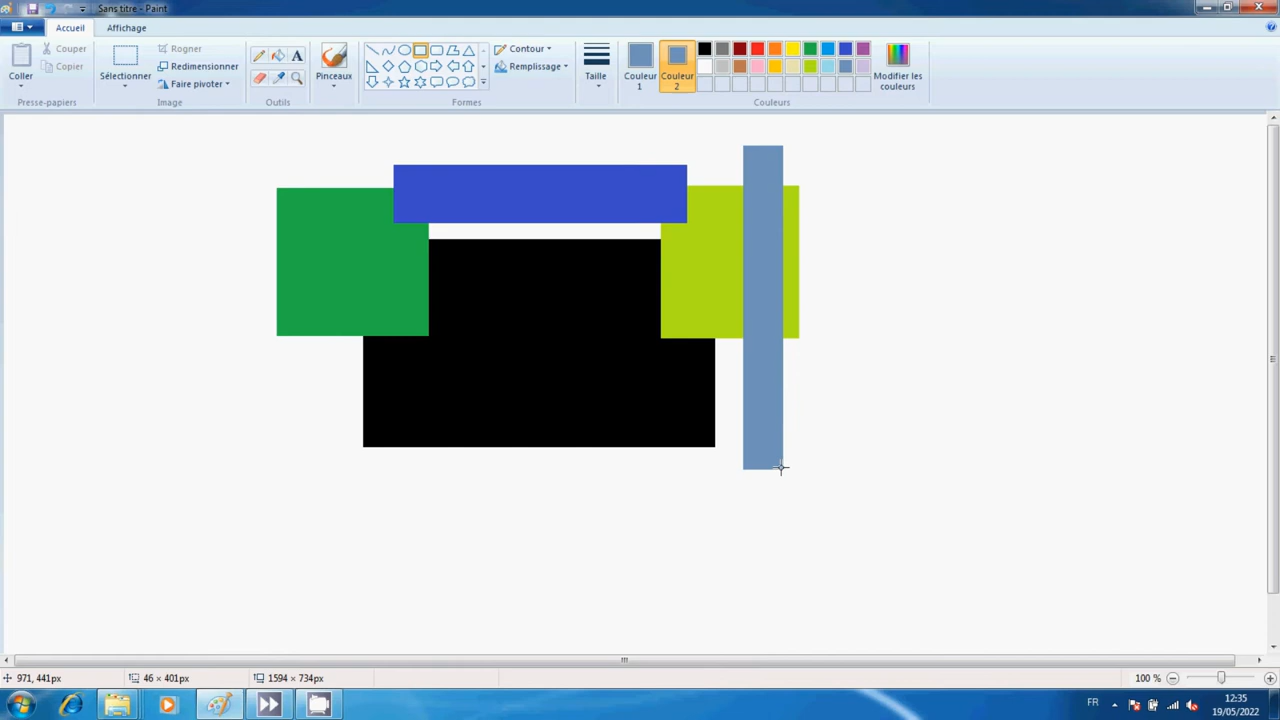 Sans titre - Paint
Accueil
Affichage
Coller
Couper
Copier
Presse-papiers
Sélectionner
Rogner
Redimensionner
Faire pivoter
Image
A
Outils
Pinceaux
Contour
Remplissage
Formes
Taille
Couleur
1
Couleur
2
Modifier les
couleurs
Couleurs
971, 441px
46 x 401px
1594 x 734px
100 %
FR
12:35
19/05/2022